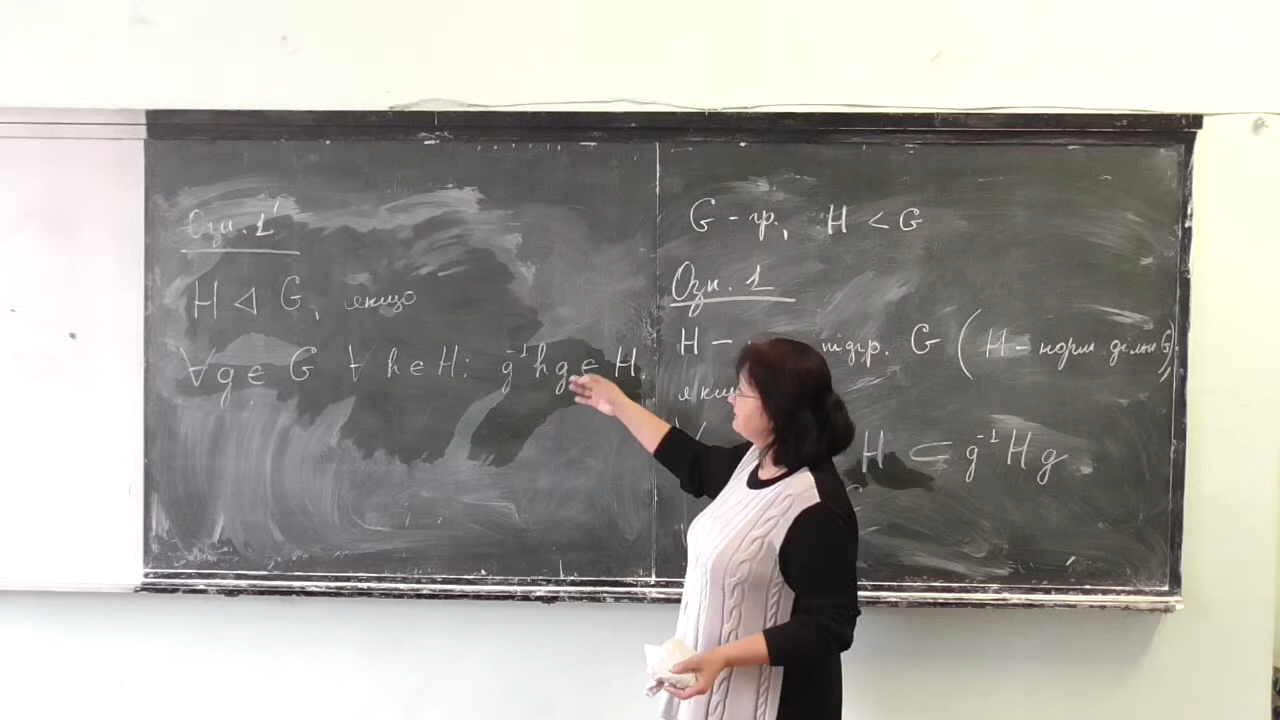 Озн. 1'
H ⊲ G, якщо
∀g ∈ G ∀ h ∈ H: g⁻¹hg ∈ H.
G - гр., H < G
Озн. 1
H - підгр. G (H - норм дільн G),
якщо
∀ H ⊂ g⁻¹Hg